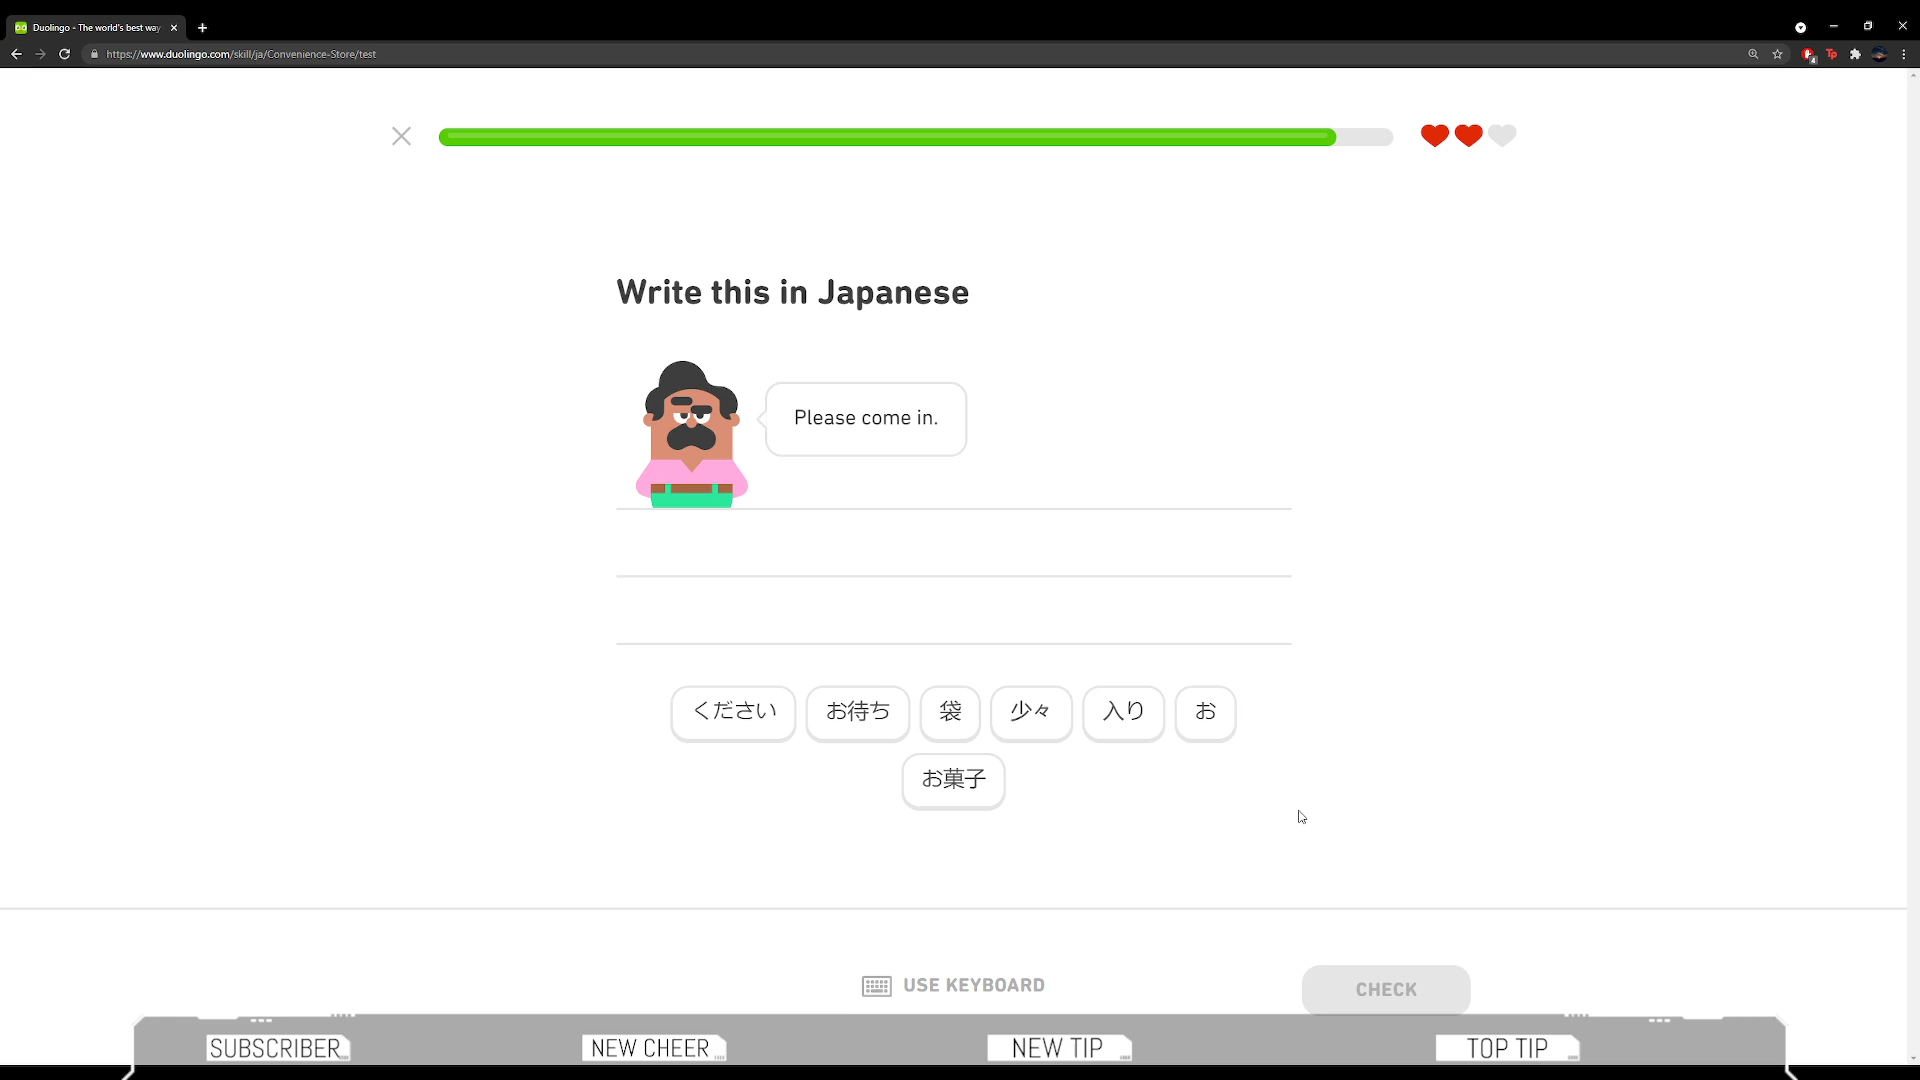 Duolingo - The world's best way
https://www.duolingo.com/skill/ja/Convenience-Store/test
Write this in Japanese
Please come in.
ください お待ち 袋 少々 入り お
お菓子
USE KEYBOARD
CHECK
SUBSCRIBER NEW CHEER NEW TIP TOP TIP